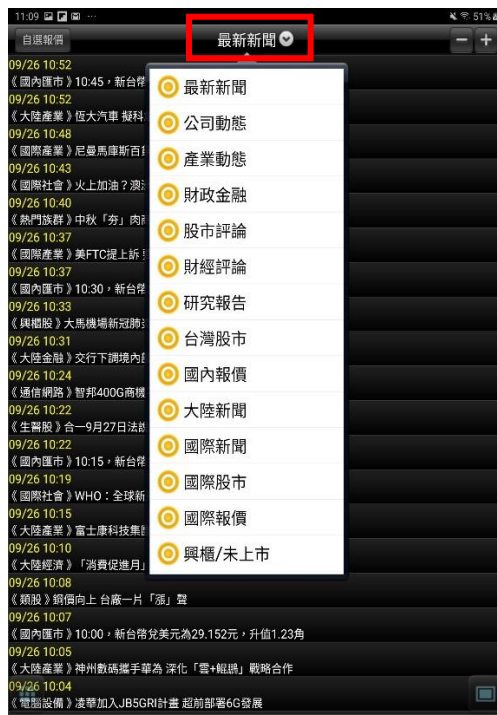 11:09 51%
自選報價 最新新聞
09/26 10:52
《國內匯市》10:45，新台幣
最新新聞
09/26 10:52
《大陸產業》恆大汽車 擬科
公司動態
09/26 10:48
《國際產業》尼曼馬庫斯百
產業動態
09/26 10:43
《國際社會》火上加油？澳
財政金融
09/26 10:40
《熱門族群》中秋「夯」肉
股市評論
09/26 10:37
《國際產業》美FTC提上訴
財經評論
09/26 10:37
《國內匯市》10:30，新台幣
研究報告
09/26 10:33
《興櫃股》大馬機場新冠肺
台灣股市
09/26 10:31
《大陸金融》交行下調境內
國內報價
09/26 10:24
《通信網路》智邦400G商機
大陸新聞
09/26 10:22
《生醫股》合一9月27日法說
國際新聞
09/26 10:22
《國內匯市》10:15，新台幣
國際股市
09/26 10:19
《國際社會》WHO：全球新
國際報價
09/26 10:15
《大陸產業》富士康科技集團
興櫃/未上市
09/26 10:10
《大陸經濟》「消費促進月」
09/26 10:08
《類股》銅價向上 台廠一片「漲」聲
09/26 10:07
《國內匯市》10:00，新台幣兌美元為29.152元，升值1.23角
09/26 10:05
《大陸產業》神州數碼攜手華為 深化「雲+鯤鵬」戰略合作
09/26 10:04
《電腦設備》凌華加入JB5GRI計畫 超前部署6G發展